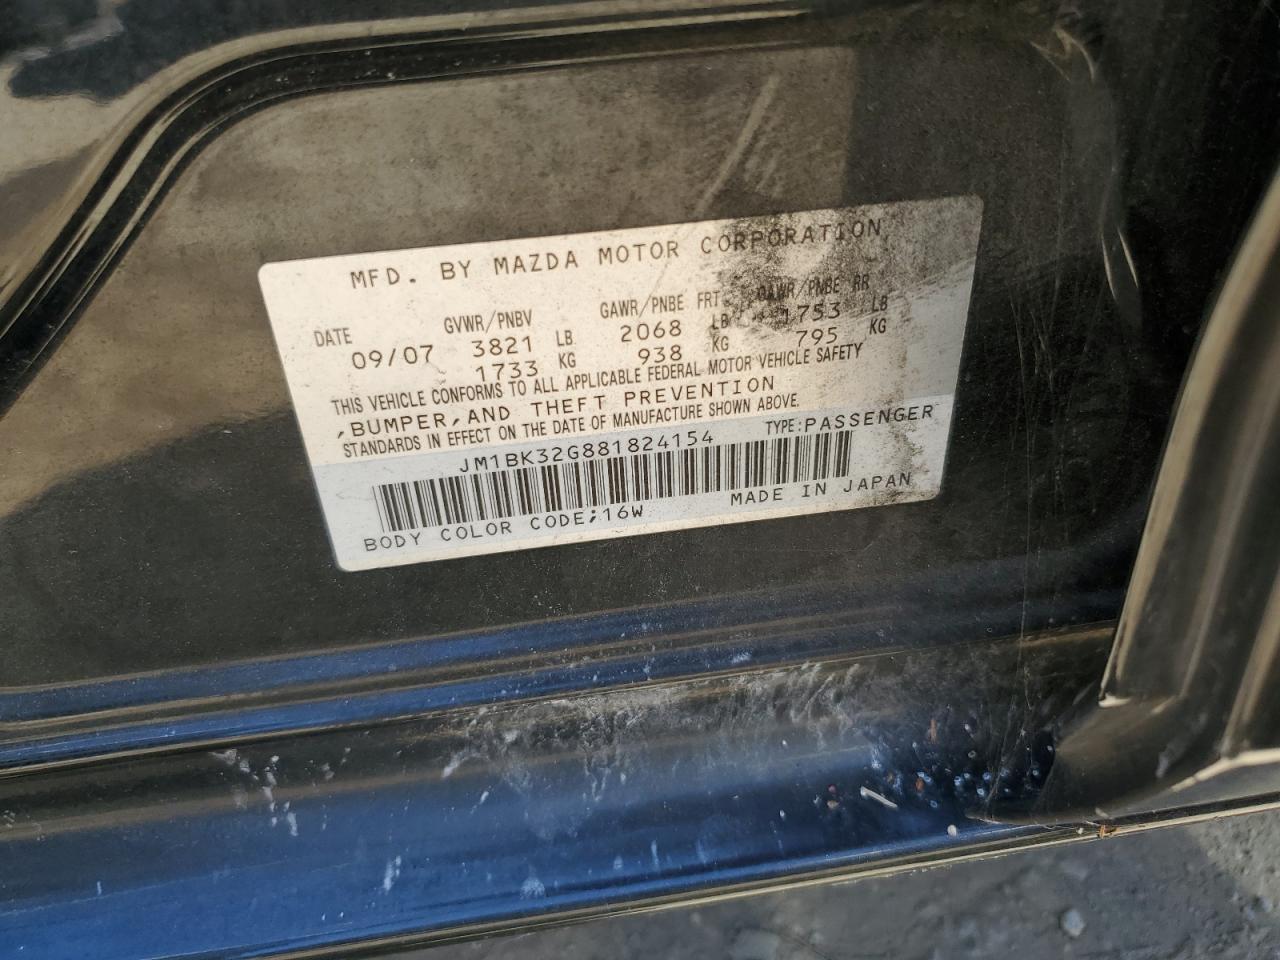 MFD. BY MAZDA MOTOR CORPORATION
DATE GVWR/PNBV GAWR/PNBE FRT GAWR/PNBE RR
09/07 3821 LB 2068 LB 1753 LB
1733 KG 938 KG 795 KG
THIS VEHICLE CONFORMS TO ALL APPLICABLE FEDERAL MOTOR VEHICLE SAFETY
,BUMPER,AND THEFT PREVENTION
STANDARDS IN EFFECT ON THE DATE OF MANUFACTURE SHOWN ABOVE.
JM1BK32G881824154 TYPE:PASSENGER
BODY COLOR CODE;16W MADE IN JAPAN